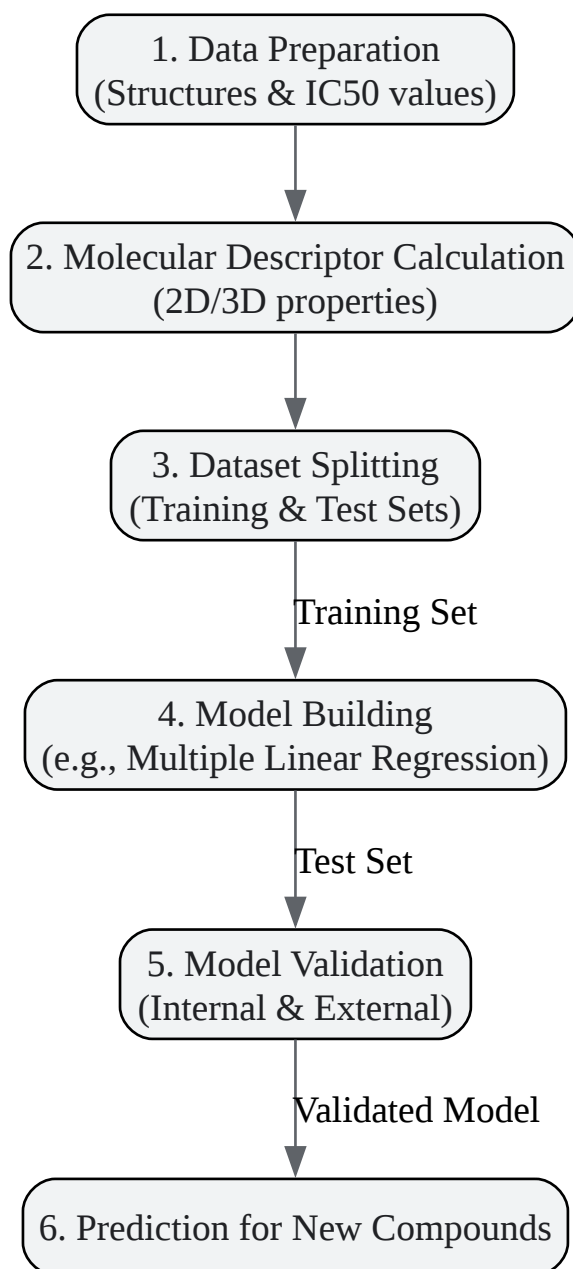 1. Data Preparation
(Structures & IC50 values)
2. Molecular Descriptor Calculation
(2D/3D properties)
3. Dataset Splitting
(Training & Test Sets)
Training Set
4. Model Building
(e.g., Multiple Linear Regression)
Test Set
5. Model Validation
(Internal & External)
Validated Model
6. Prediction for New Compounds